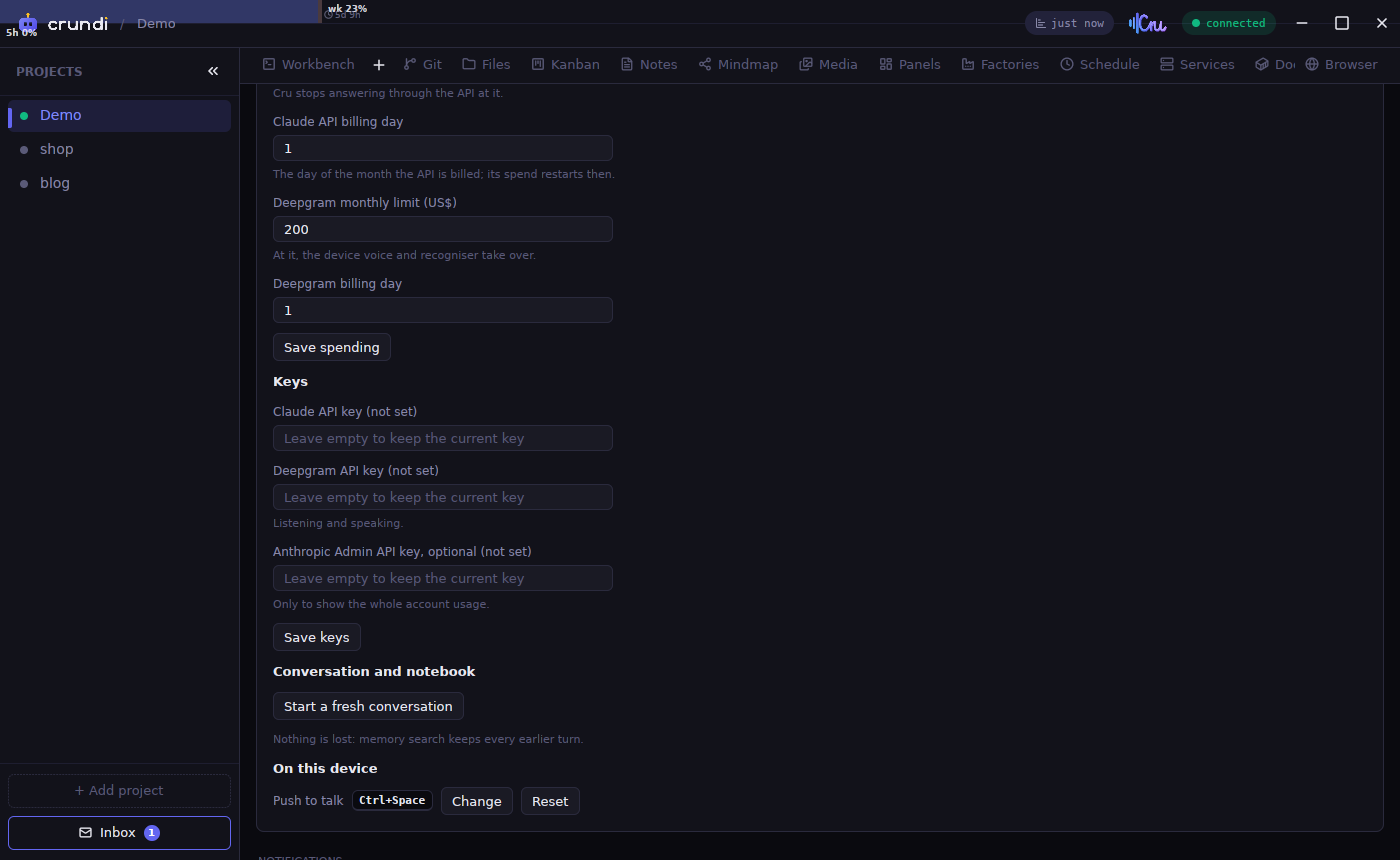 wk 23%
5d 9h
5h 0%
crundi / Demo
just now
Cru
connected
PROJECTS
Demo
shop
blog
+ Add project
Inbox 1
Workbench
+
Git
Files
Kanban
Notes
Mindmap
Media
Panels
Factories
Schedule
Services
Doc
Browser
Cru stops answering through the API at it.
Claude API billing day
1
The day of the month the API is billed; its spend restarts then.
Deepgram monthly limit (US$)
200
At it, the device voice and recogniser take over.
Deepgram billing day
1
Save spending
Keys
Claude API key (not set)
Leave empty to keep the current key
Deepgram API key (not set)
Leave empty to keep the current key
Listening and speaking.
Anthropic Admin API key, optional (not set)
Leave empty to keep the current key
Only to show the whole account usage.
Save keys
Conversation and notebook
Start a fresh conversation
Nothing is lost: memory search keeps every earlier turn.
On this device
Push to talk Ctrl+Space Change Reset
NOTIFICATIONS